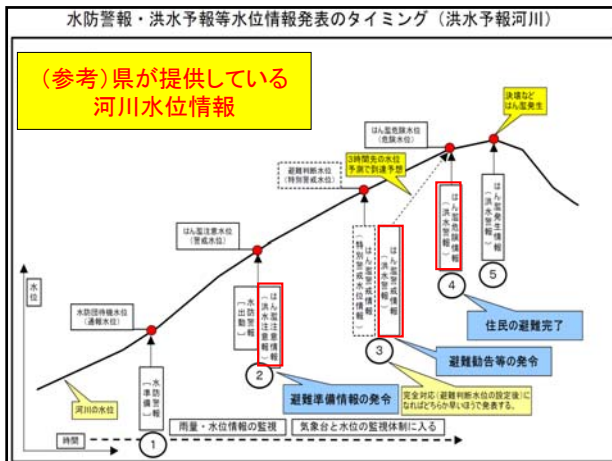 水防警報・洪水予報等水位情報発表のタイミング（洪水予報河川）
（参考）県が提供している
河川水位情報
決壊など
はん濫発生
はん濫危険水位
（危険水位）
3時間先の水位
予測で到達予想
避難判断水位
（特別警戒水位）
はん濫注意水位
（警戒水位）
水防団待機水位
（通報水位）
水位
河川の水位
時間
水防警報
［準備］
①
水防警報
［出動］
はん濫注意情報
（洪水注意報）
②
はん濫警戒情報
（特別警戒水位情報）
はん濫警戒情報
（洪水警報）
③
はん濫危険情報
（洪水警報）
④
はん濫発生情報
（洪水警報）
⑤
住民の避難完了
避難勧告等の発令
避難準備情報の発令
完全対応（避難判断水位の設定後）に
なればどちらか早いほうで発表する。
雨量・水位情報の監視
気象台と水位の監視体制に入る